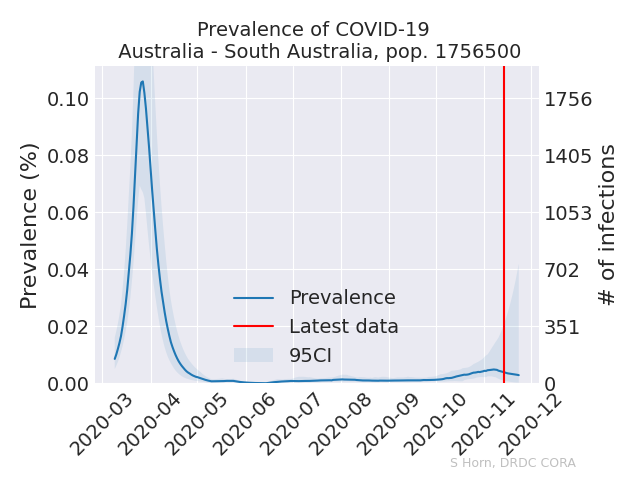 Prevalence of COVID-19
Australia - South Australia, pop. 1756500
Prevalence (%)
0.10
0.08
0.06
0.04
0.02
0.00
1756
1405
1053
702
351
0
# of infections
Prevalence
Latest data
95CI
2020-03
2020-04
2020-05
2020-06
2020-07
2020-08
2020-09
2020-10
2020-11
2020-12
S Horn, DRDC CORA